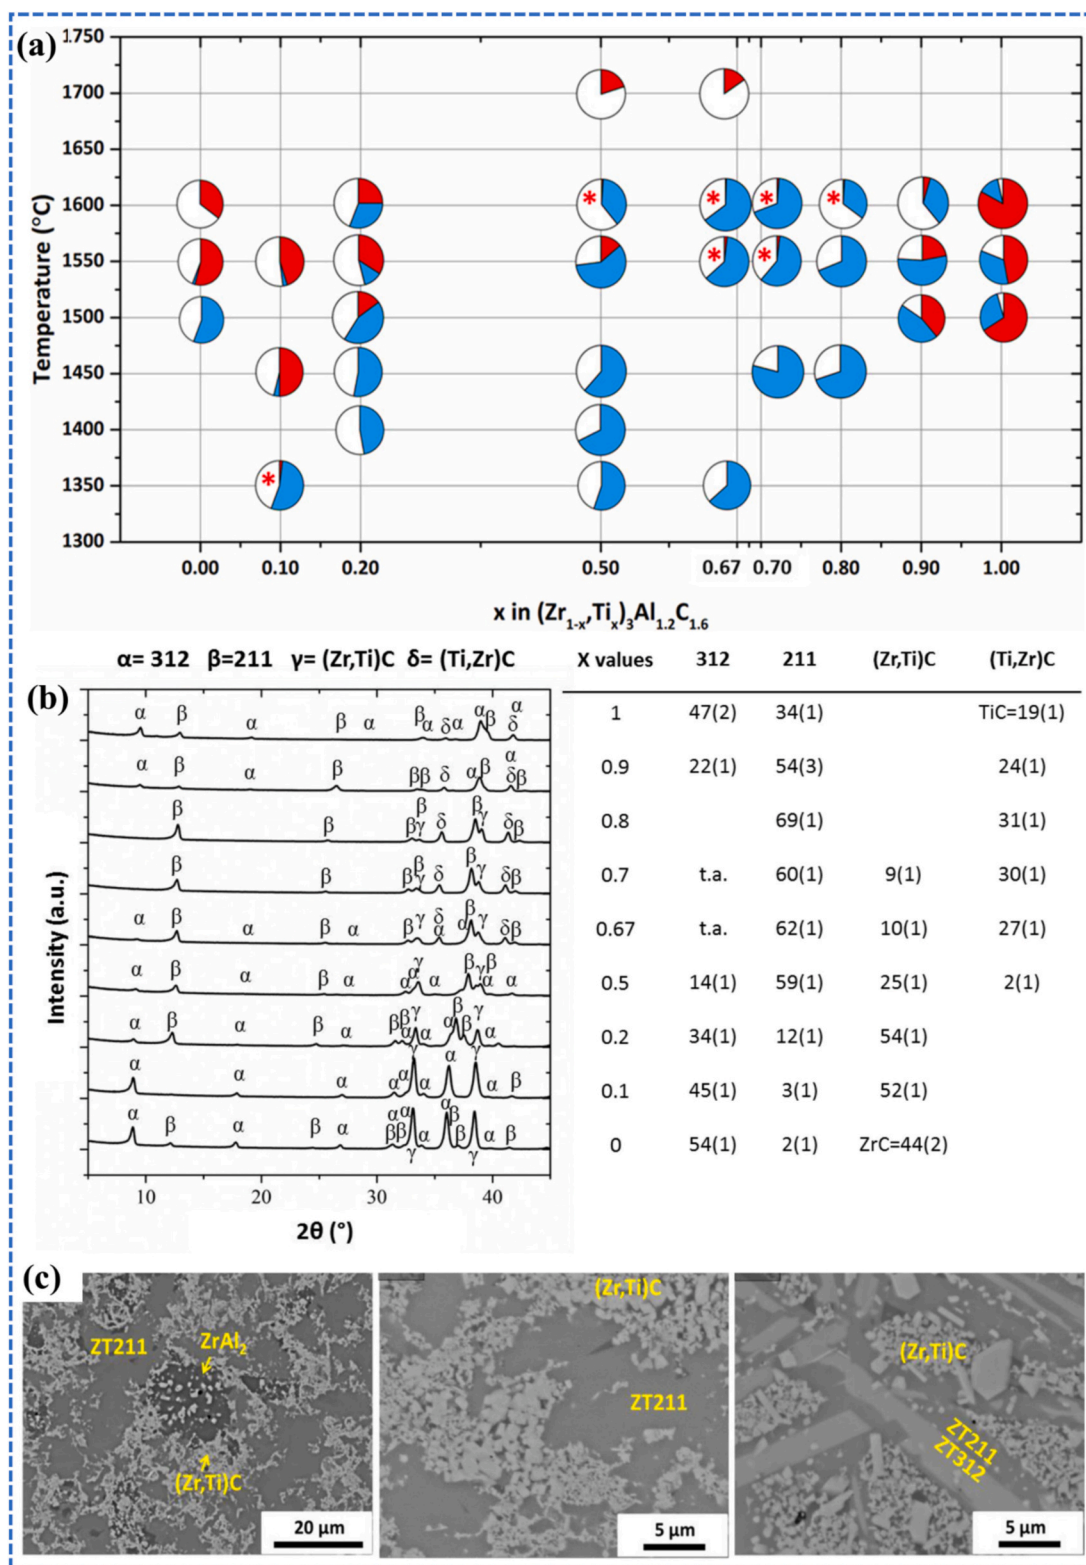 (a)
1750
1700
1650
1600
1550
1500
1450
1400
1350
1300
Temperature (°C)
* * * *
* *
*
0.00 0.10 0.20 0.50 0.67 0.70 0.80 0.90 1.00
x in (Zr1-x,Tix)3Al1.2C1.6
α= 312 β=211 γ= (Zr,Ti)C δ= (Ti,Zr)C
(b)
Intensity (a.u.)
α β α β α β α δ α α β α δ
α β α β β β δ α β α δ β
β β β β γ δ β γ δ β
β β β β γ δ β γ δ β
α β α β α β γ δ α α β γ δ β
α β α β α α α γ α β γ β α α
α β α β α β β α γ α α β β γ α
α α α α α γ α α γ α β
α β α β α β α β α γ α α β β γ α β
10 20 30 40
2θ (°)
X values 312 211 (Zr,Ti)C (Ti,Zr)C
1 47(2) 34(1) TiC=19(1)
0.9 22(1) 54(3) 24(1)
0.8 69(1) 31(1)
0.7 t.a. 60(1) 9(1) 30(1)
0.67 t.a. 62(1) 10(1) 27(1)
0.5 14(1) 59(1) 25(1) 2(1)
0.2 34(1) 12(1) 54(1)
0.1 45(1) 3(1) 52(1)
0 54(1) 2(1) ZrC=44(2)
(c)
ZT211
ZrAl2
(Zr,Ti)C
20 μm
(Zr,Ti)C
ZT211
5 μm
(Zr,Ti)C
ZT211
ZT312
5 μm